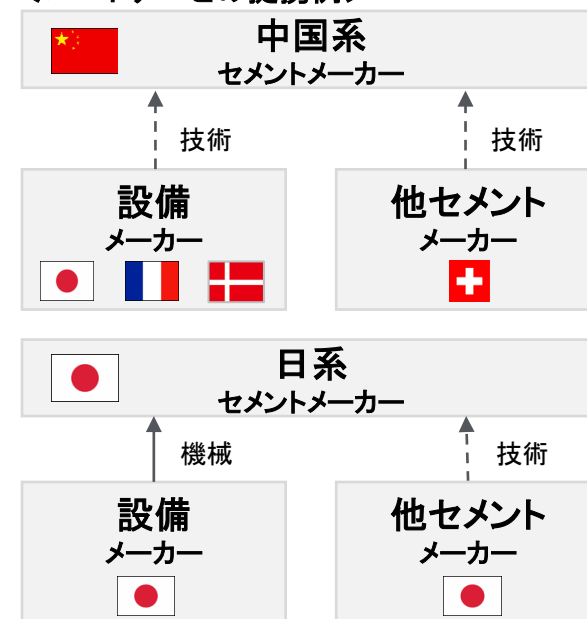 中国系
セメントメーカー
技術
技術
設備
メーカー
他セメント
メーカー
日系
セメントメーカー
機械
技術
設備
メーカー
他セメント
メーカー